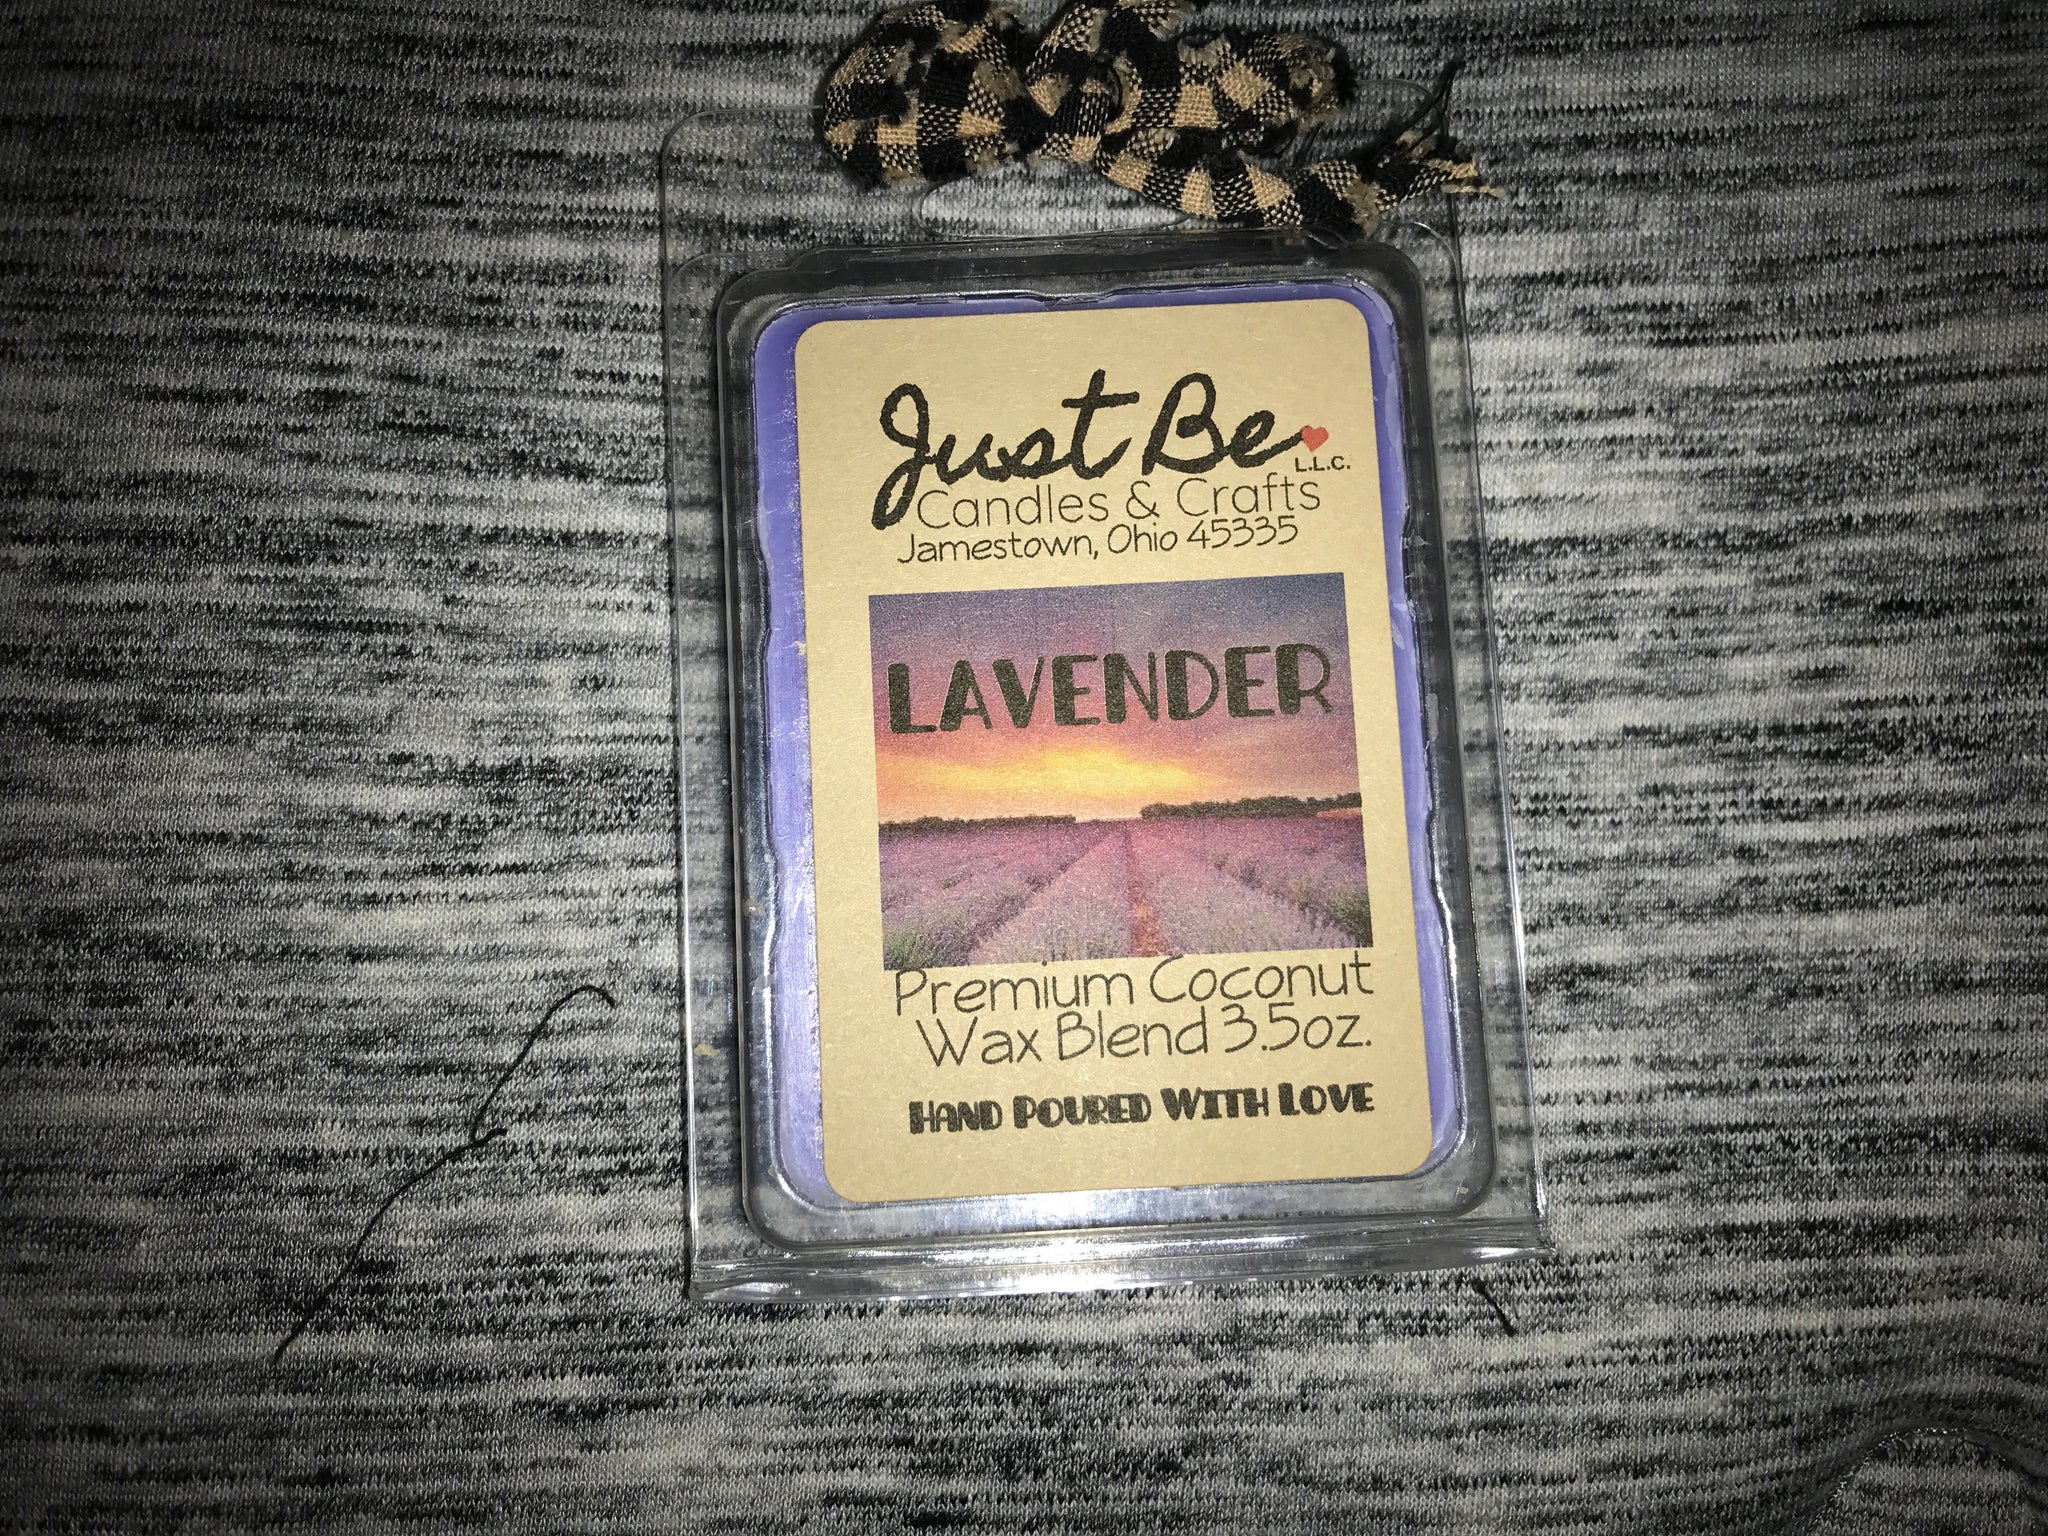 Just Be
L.L.C.
Candles & Crafts
Jamestown, Ohio 45335
LAVENDER
Premium Coconut
Wax Blend 3.5oz.
HAND POURED WITH LOVE